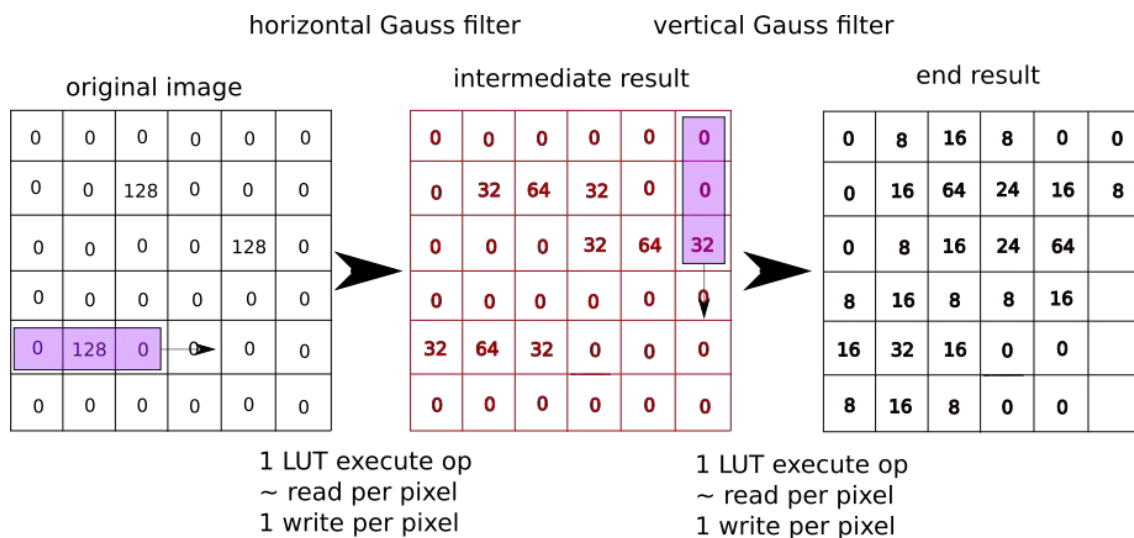 horizontal Gauss filter
vertical Gauss filter
original image
intermediate result
end result
0 0 0 0 0 0
0 0 128 0 0 0
0 0 0 0 128 0
0 0 0 0 0 0
0 128 0 0 0 0
0 0 0 0 0 0
0 0 0 0 0 0
0 32 64 32 0 0
0 0 0 32 64 32
0 0 0 0 0 0
32 64 32 0 0 0
0 0 0 0 0 0
0 8 16 8 0 0
0 16 64 24 16 8
0 8 16 24 64
8 16 8 8 16
16 32 16 0 0
8 16 8 0 0
1 LUT execute op
~ read per pixel
1 write per pixel
1 LUT execute op
~ read per pixel
1 write per pixel